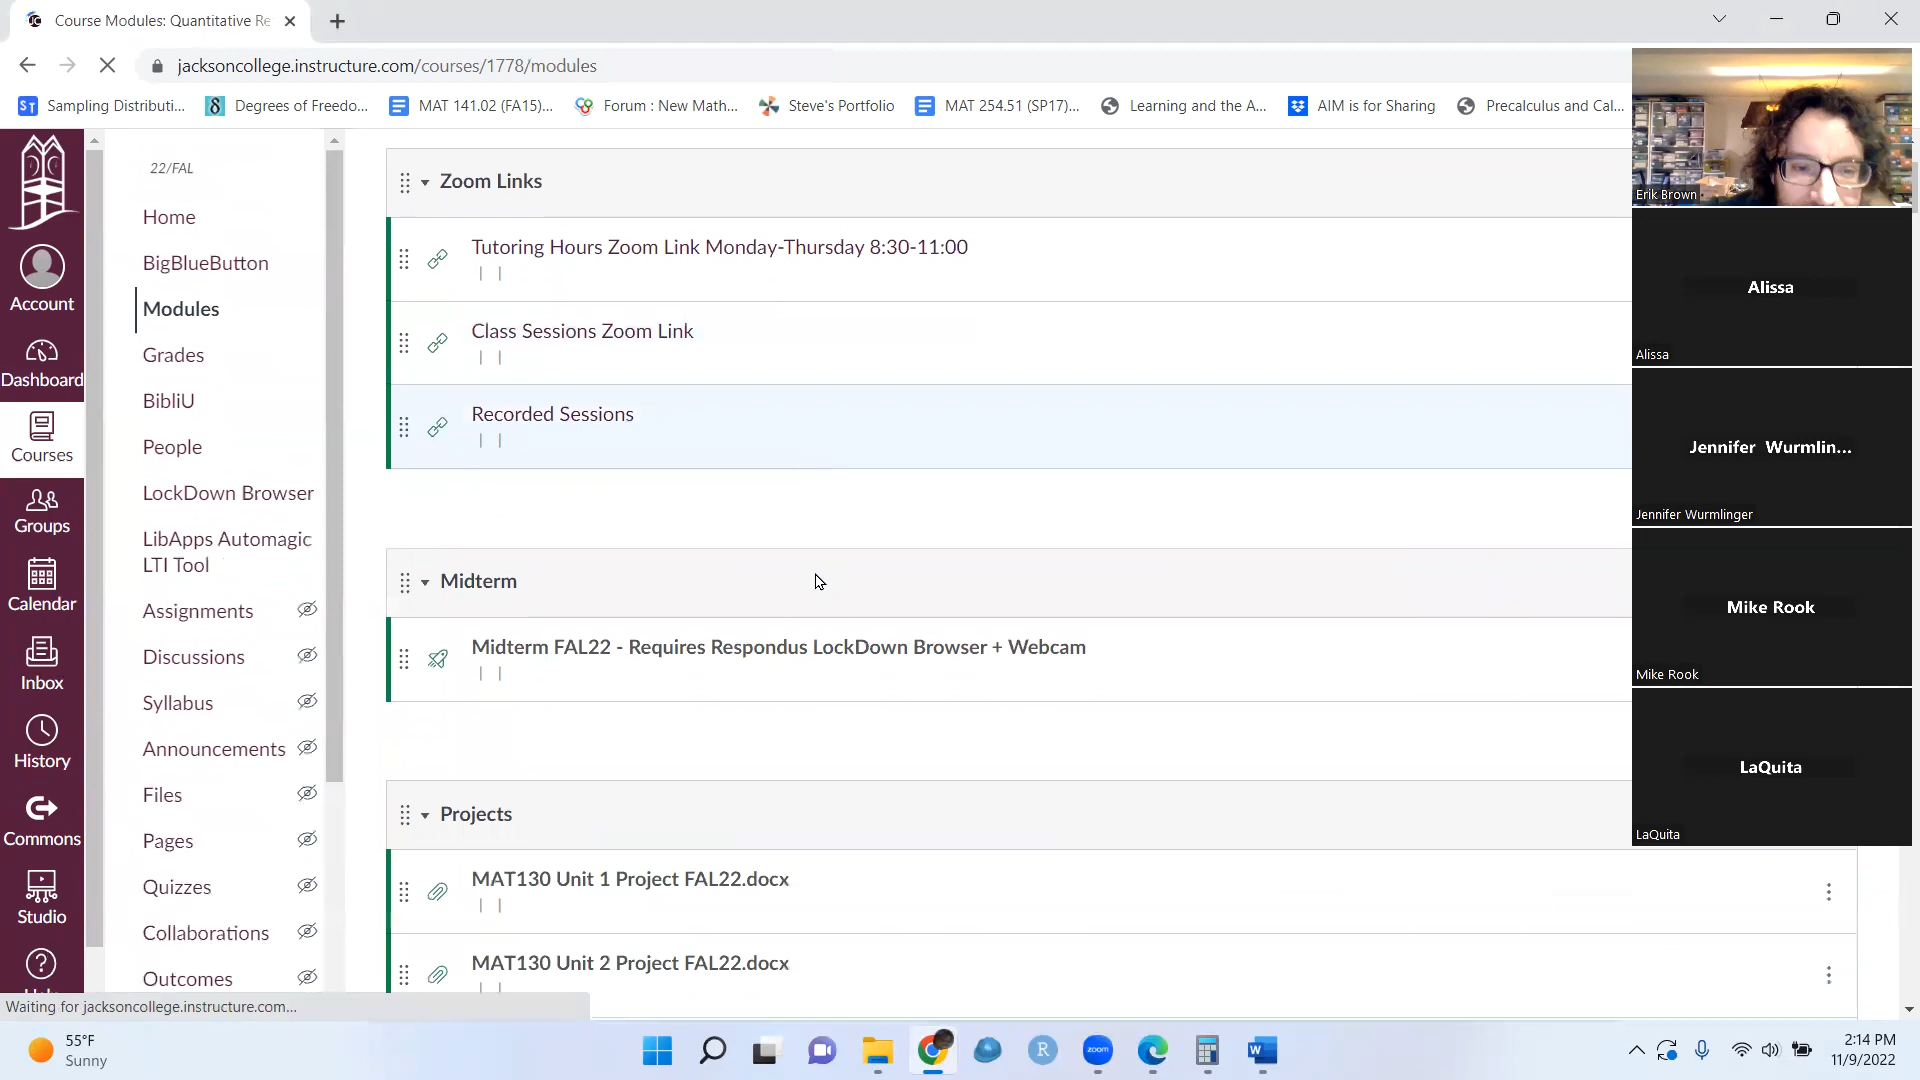 Course Modules: Quantitative Re
jacksoncollege.instructure.com/courses/1778/modules
Sampling Distributi...
Degrees of Freedo...
MAT 141.02 (FA15)...
Forum : New Math...
Steve's Portfolio
MAT 254.51 (SP17)...
Learning and the A...
AIM is for Sharing
Precalculus and Cal...
Account
Dashboard
Courses
Groups
Calendar
Inbox
History
Commons
Studio
22/FAL
Home
BigBlueButton
Modules
Grades
BibliU
People
LockDown Browser
LibApps Automagic
LTI Tool
Assignments
Discussions
Syllabus
Announcements
Files
Pages
Quizzes
Collaborations
Outcomes
Zoom Links
Tutoring Hours Zoom Link Monday-Thursday 8:30-11:00
| |
Class Sessions Zoom Link
| |
Recorded Sessions
| |
Midterm
Midterm FAL22 - Requires Respondus LockDown Browser + Webcam
| |
Projects
MAT130 Unit 1 Project FAL22.docx
| |
MAT130 Unit 2 Project FAL22.docx
| |
Erik Brown
Alissa
Alissa
Jennifer Wurmlin...
Jennifer Wurmlinger
Mike Rook
Mike Rook
LaQuita
LaQuita
Waiting for jacksoncollege.instructure.com...
55°F
Sunny
zoom
2:14 PM
11/9/2022